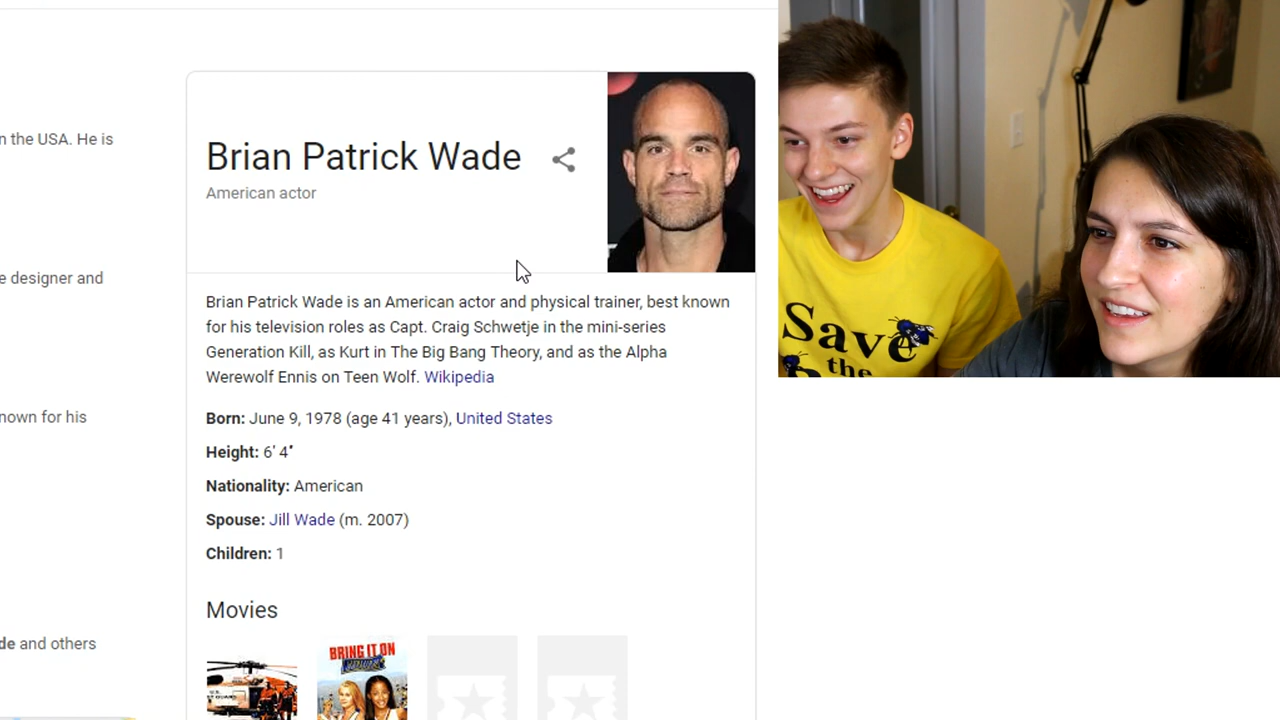 n the USA. He is
e designer and
nown for his
de and others
Brian Patrick Wade
American actor
Brian Patrick Wade is an American actor and physical trainer, best known
for his television roles as Capt. Craig Schwetje in the mini-series
Generation Kill, as Kurt in The Big Bang Theory, and as the Alpha
Werewolf Ennis on Teen Wolf. Wikipedia
Born: June 9, 1978 (age 41 years), United States
Height: 6′ 4″
Nationality: American
Spouse: Jill Wade (m. 2007)
Children: 1
Movies
BRING IT ON
Save
the